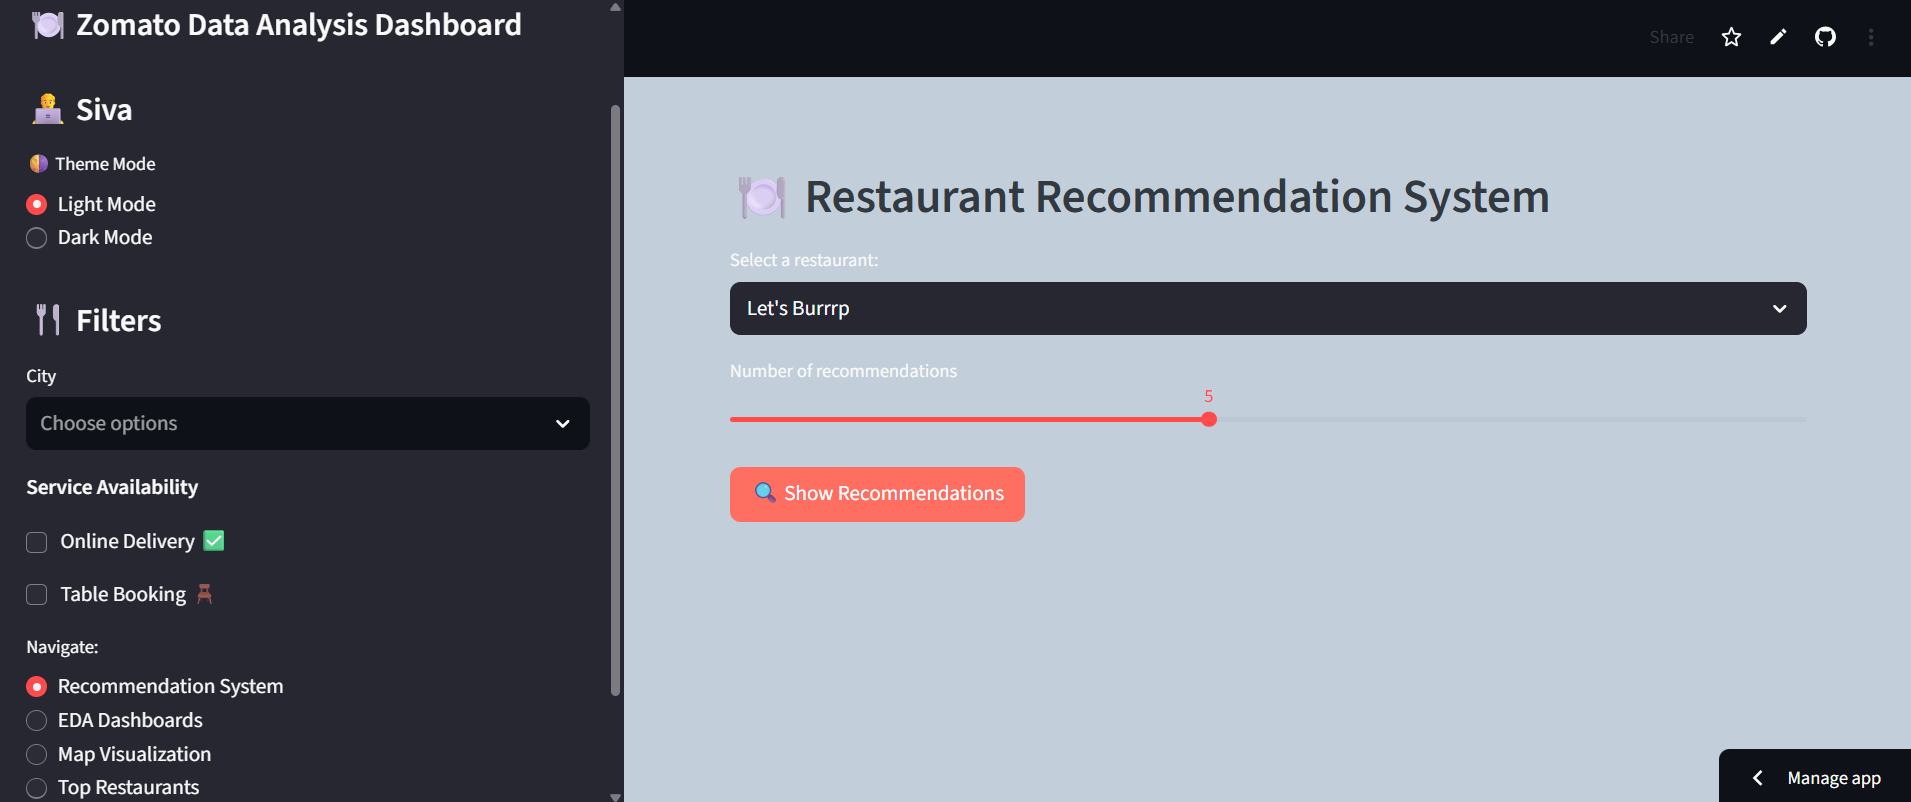 Zomato Data Analysis Dashboard
Siva
Theme Mode
Light Mode
Dark Mode
Filters
City
Choose options
Service Availability
Online Delivery
Table Booking
Navigate:
Recommendation System
EDA Dashboards
Map Visualization
Top Restaurants
Share
Restaurant Recommendation System
Select a restaurant:
Let's Burrrp
Number of recommendations
5
Show Recommendations
Manage app